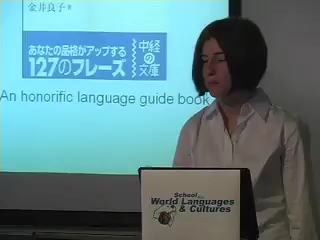 金井良子 著
あなたの品格がアップする
127のフレーズ
中経
の
文庫
An honorific language guide book
School of
World Languages
& Cultures